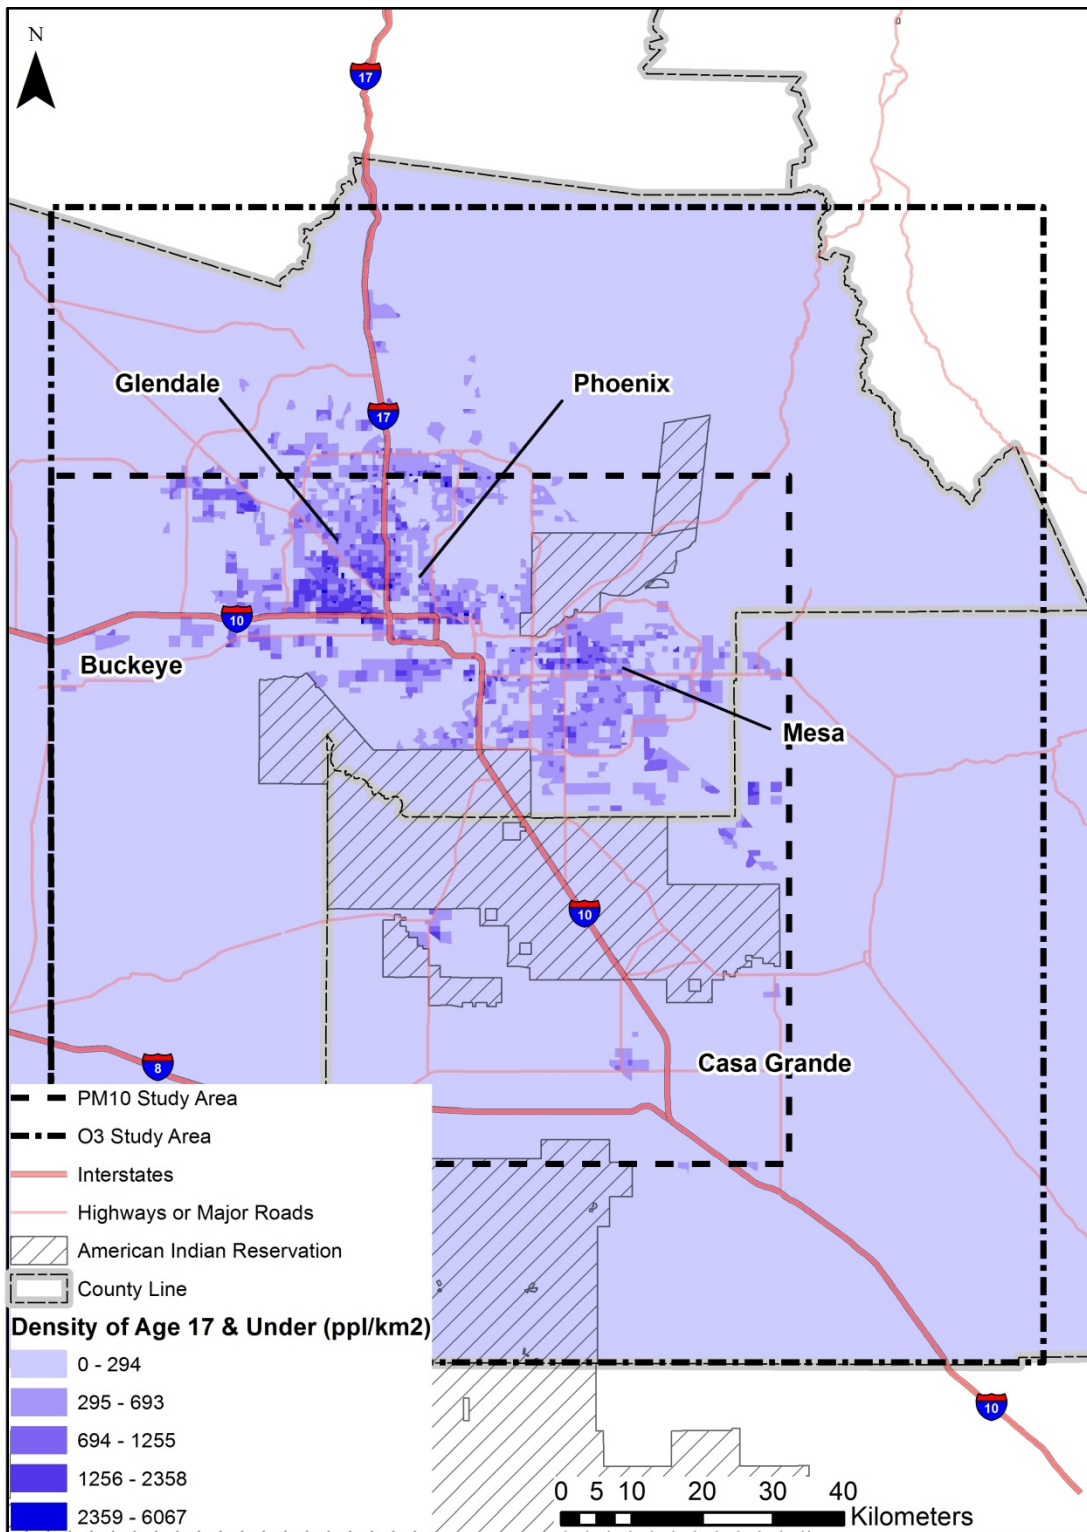 N
17
Glendale
Phoenix
17
10
Buckeye
Mesa
10
Casa Grande
8
PM10 Study Area
O3 Study Area
Interstates
Highways or Major Roads
American Indian Reservation
County Line
Density of Age 17 & Under (ppl/km2)
0 - 294
295 - 693
694 - 1255
1256 - 2358
2359 - 6067
10
0 5 10 20 30 40
Kilometers